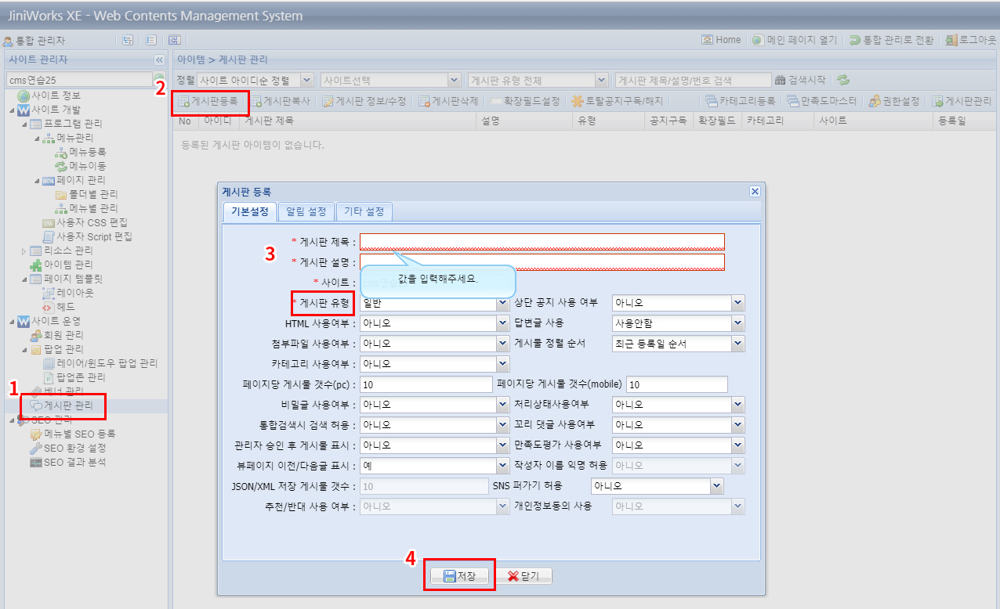 JiniWorks XE - Web Contents Management System
통합 관리자
Home 메인 페이지 열기 통합 관리로 전환 로그아웃
사이트 관리자
아이템 > 게시판 관리
cms연습25
정렬 사이트 아이디순 정렬 사이트선택 게시판 유형 전체 게시판 제목/설명/번호 검색 검색시작
2
게시판등록 게시판복사 게시판 정보/수정 게시판삭제 확장필드설정 토탈공지구독/해지 카테고리등록 만족도마스터 권한설정 게시판관리
No 아이디 게시판 제목 설명 유형 공지구독 확장필드 카테고리 사이트 등록일
등록된 게시판 아이템이 없습니다.
사이트 정보
사이트 개발
프로그램 관리
메뉴관리
메뉴등록
메뉴이동
페이지 관리
폴더별 관리
메뉴별 관리
사용자 CSS 편집
사용자 Script 편집
리소스 관리
아이템 관리
페이지 템플릿
레이아웃
헤드
사이트 운영
회원 관리
팝업 관리
레이어/윈도우 팝업 관리
팝업존 관리
배너 관리
1
게시판 관리
SEO 관리
메뉴별 SEO 등록
SEO 환경 설정
SEO 결과 분석
게시판 등록
기본설정 알림 설정 기타 설정
3
* 게시판 제목 :
* 게시판 설명 :
값을 입력해주세요.
* 사이트 :
* 게시판 유형 일반 상단 공지 사용 여부 아니오
HTML 사용여부 : 아니오 답변글 사용 사용안함
첨부파일 사용여부 : 아니오 게시물 정렬 순서 최근 등록일 순서
카테고리 사용여부 : 아니오
페이지당 게시물 갯수(pc) : 10 페이지당 게시물 갯수(mobile) 10
비밀글 사용여부 : 아니오 처리상태사용여부 아니오
통합검색시 검색 허용 : 아니오 꼬리 댓글 사용여부 아니오
관리자 승인 후 게시물 표시 : 아니오 만족도평가 사용여부 아니오
뷰페이지 이전/다음글 표시 : 예 작성자 이름 익명 허용 아니오
JSON/XML 저장 게시물 갯수 : 10 SNS 퍼가기 허용 아니오
추천/반대 사용 여부 : 아니오 개인정보동의 사용 아니오
4
저장 닫기